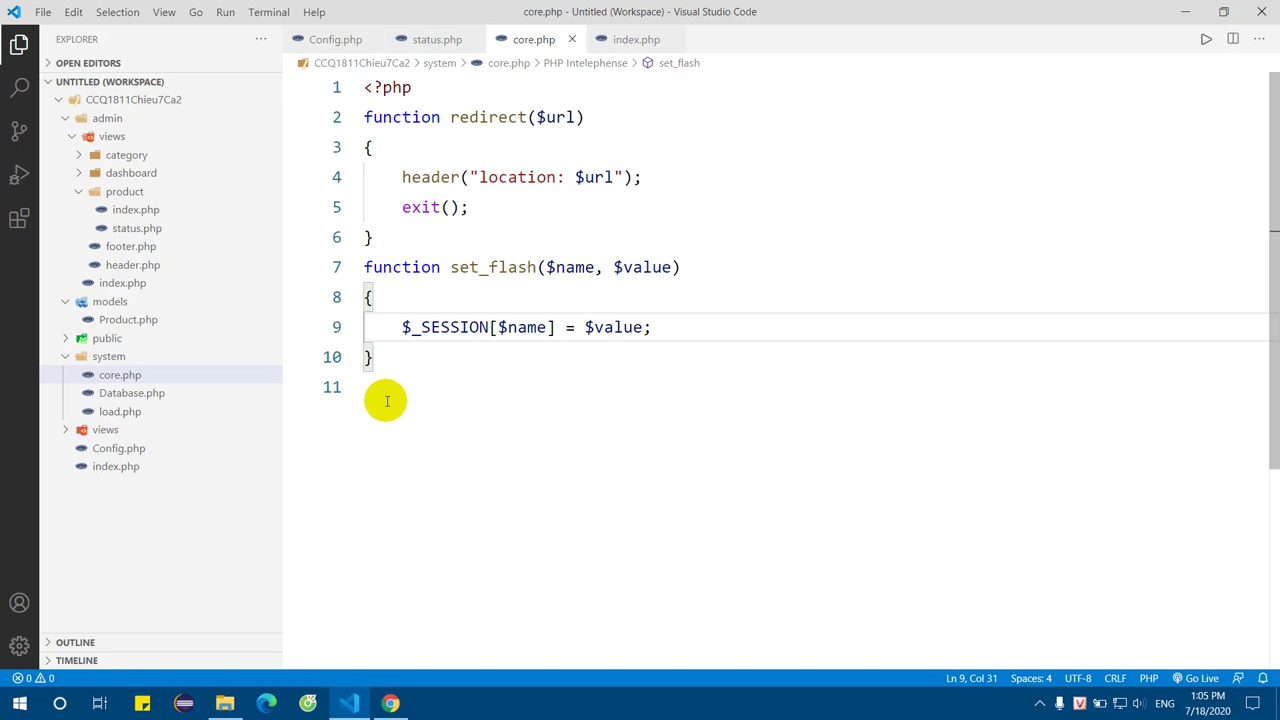 File Edit Selection View Go Run Terminal Help core.php - Untitled (Workspace) - Visual Studio Code
EXPLORER
Config.php status.php core.php index.php
OPEN EDITORS
CCQ1811Chieu7Ca2 > system > core.php > PHP Intelephense > set_flash
UNTITLED (WORKSPACE)
CCQ1811Chieu7Ca2
admin
views
category
dashboard
product
index.php
status.php
footer.php
header.php
index.php
models
Product.php
public
system
core.php
Database.php
load.php
views
Config.php
index.php
OUTLINE
TIMELINE
1 <?php
2 function redirect($url)
3 {
4 header("location: $url");
5 exit();
6 }
7 function set_flash($name, $value)
8 {
9 $_SESSION[$name] = $value;
10 }
11
0 0 Ln 9, Col 31 Spaces: 4 UTF-8 CRLF PHP Go Live
V ENG 1:05 PM
7/18/2020